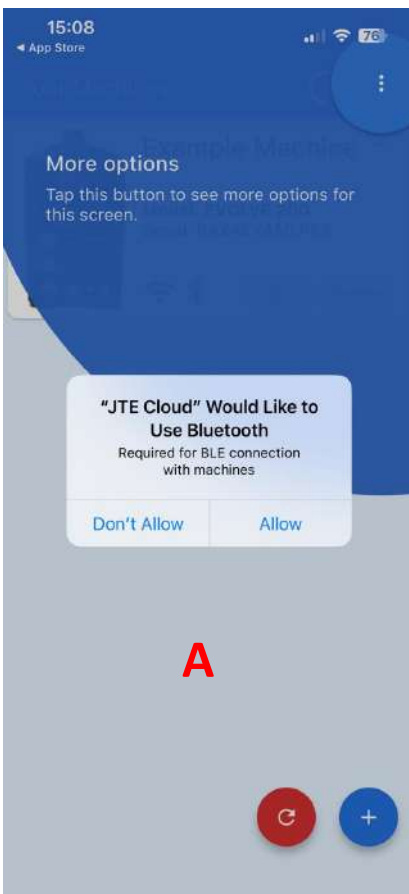 15:08
76
◀ App Store
Example Machine
More options
Tap this button to see more options for
this screen.
"JTE Cloud" Would Like to
Use Bluetooth
Required for BLE connection
with machines
Don't Allow
Allow
A